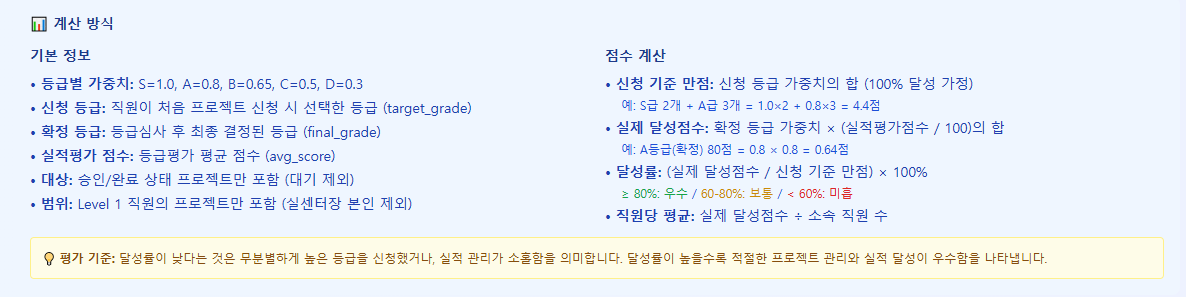 📊 계산 방식
기본 정보
• 등급별 가중치: S=1.0, A=0.8, B=0.65, C=0.5, D=0.3
• 신청 등급: 직원이 처음 프로젝트 신청 시 선택한 등급 (target_grade)
• 확정 등급: 등급심사 후 최종 결정된 등급 (final_grade)
• 실적평가 점수: 등급평가 평균 점수 (avg_score)
• 대상: 승인/완료 상태 프로젝트만 포함 (대기 제외)
• 범위: Level 1 직원의 프로젝트만 포함 (실센터장 본인 제외)
점수 계산
• 신청 기준 만점: 신청 등급 가중치의 합 (100% 달성 가정)
예: S급 2개 + A급 3개 = 1.0×2 + 0.8×3 = 4.4점
• 실제 달성점수: 확정 등급 가중치 × (실적평가점수 / 100)의 합
예: A등급(확정) 80점 = 0.8 × 0.8 = 0.64점
• 달성률: (실제 달성점수 / 신청 기준 만점) × 100%
≥ 80%: 우수 / 60-80%: 보통 / < 60%: 미흡
• 직원당 평균: 실제 달성점수 ÷ 소속 직원 수
💡 평가 기준: 달성률이 낮다는 것은 무분별하게 높은 등급을 신청했거나, 실적 관리가 소홀함을 의미합니다. 달성률이 높을수록 적절한 프로젝트 관리와 실적 달성이 우수함을 나타냅니다.